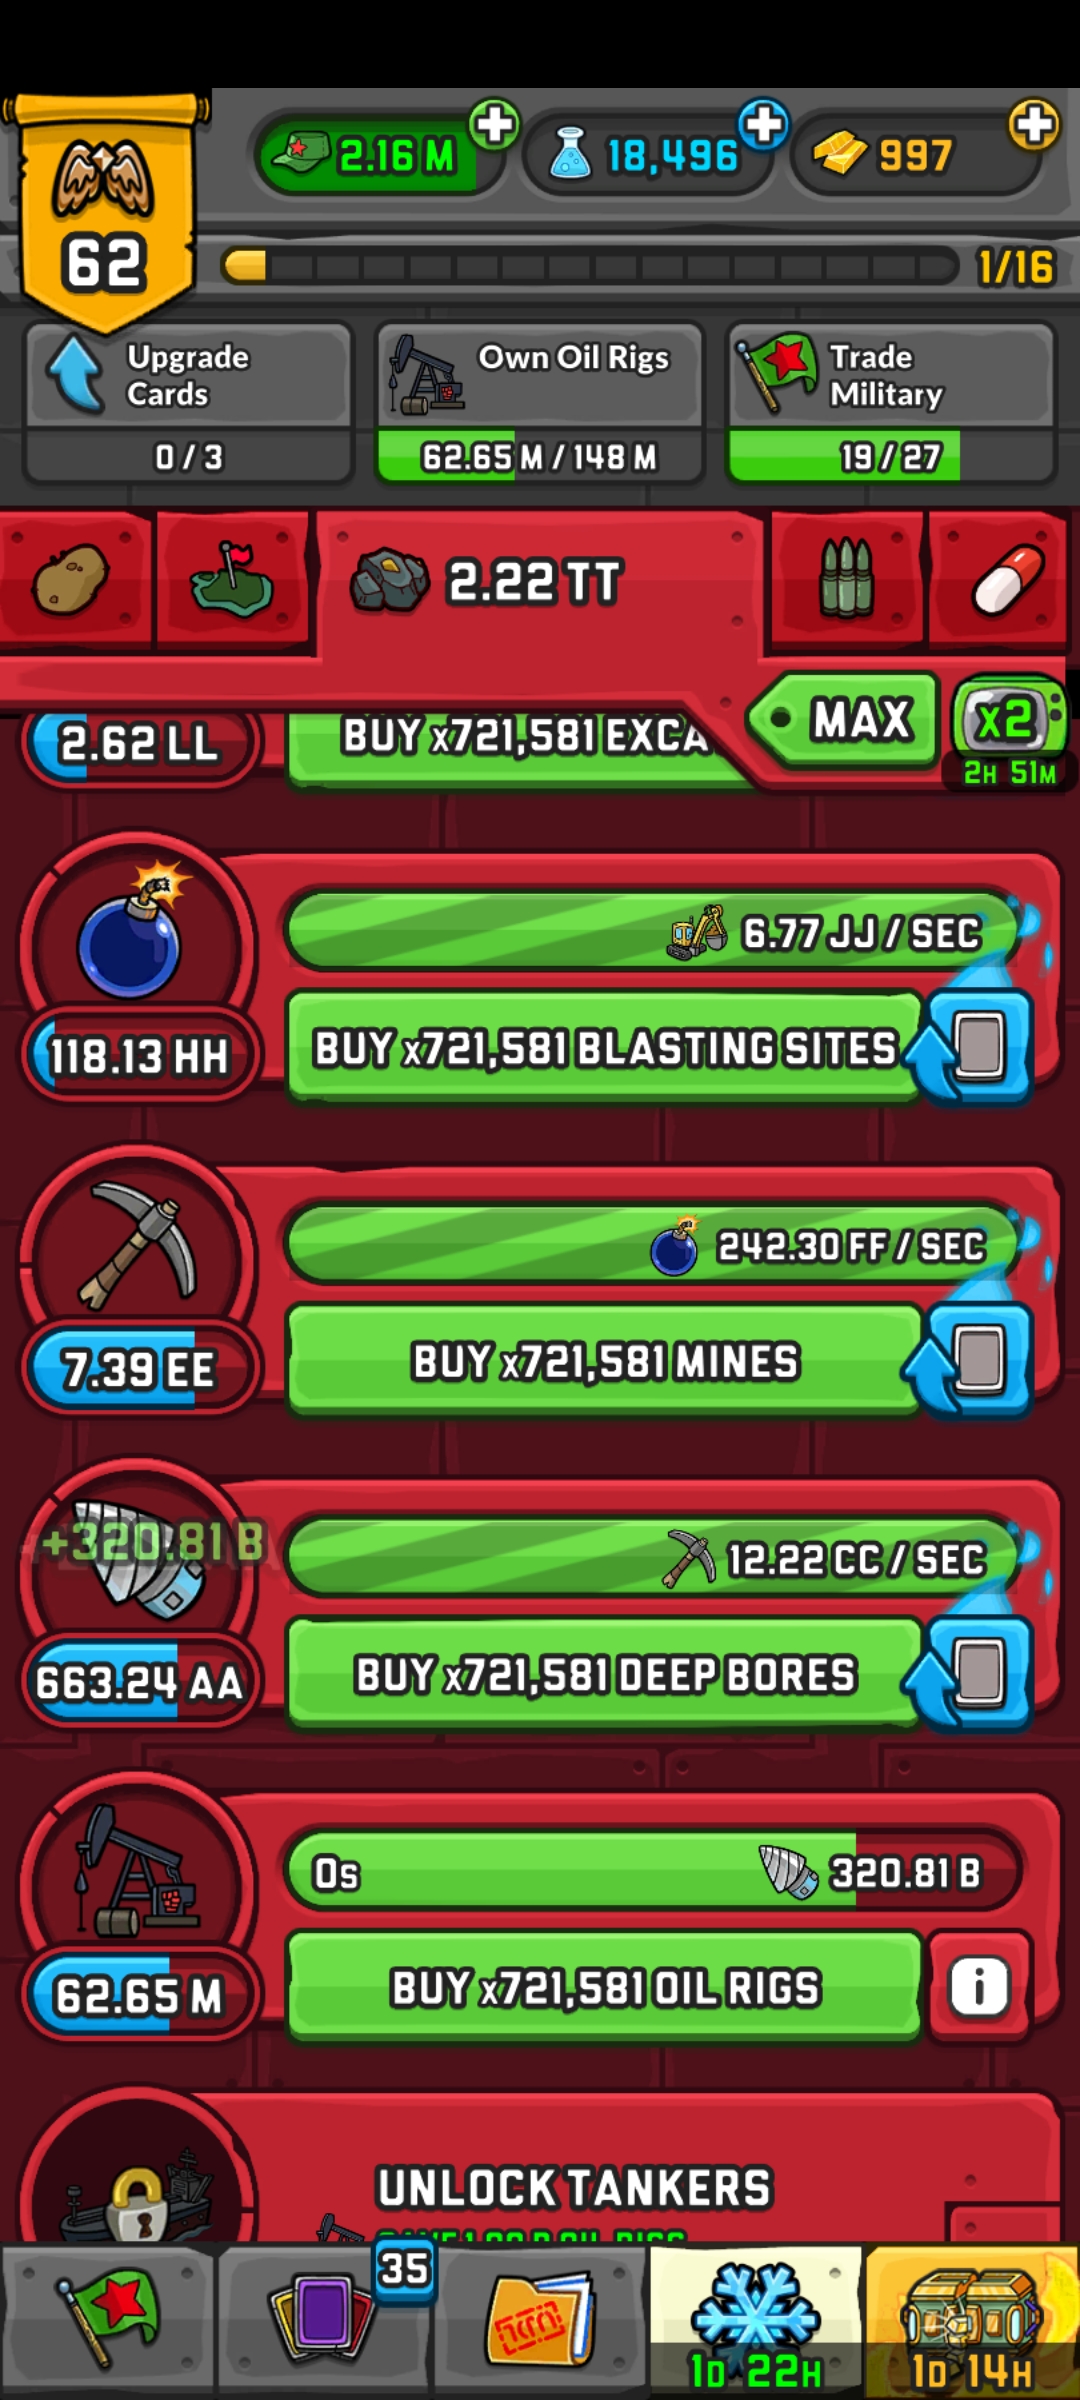 62
2.16 M
18,496
997
1/16
Upgrade
Cards
0 / 3
Own Oil Rigs
62.65 M / 148 M
Trade
Military
19 / 27
2.22 TT
MAX
x2
2H 51M
2.62 LL
BUY x721,581 EXCA
6.77 JJ / SEC
118.13 HH
BUY x721,581 BLASTING SITES
242.30 FF / SEC
7.39 EE
BUY x721,581 MINES
+320.81 B
12.22 CC / SEC
663.24 AA
BUY x721,581 DEEP BORES
0s
320.81 B
62.65 M
BUY x721,581 OIL RIGS
i
UNLOCK TANKERS
35
1D 22H
1D 14H